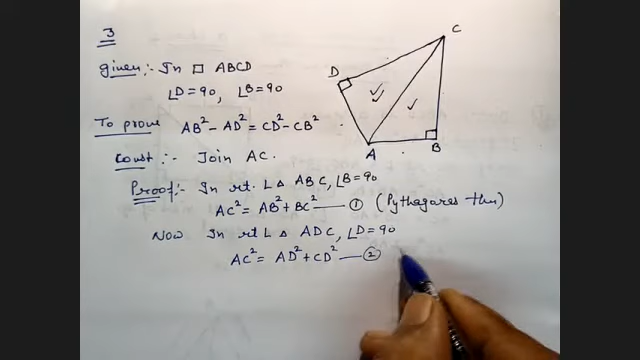 3
Given :- In □ ABCD
∟D = 90, ∟B = 90
To prove AB² - AD² = CD² - CB²
Const :- Join AC.
Proof :- In rt. ∟ △ ABC, ∟B = 90
AC² = AB² + BC² —— ① (Pythagares thm)
Now In rt ∟ △ ADC, ∟D = 90
AC² = AD² + CD² —— ②
C
D
A
B